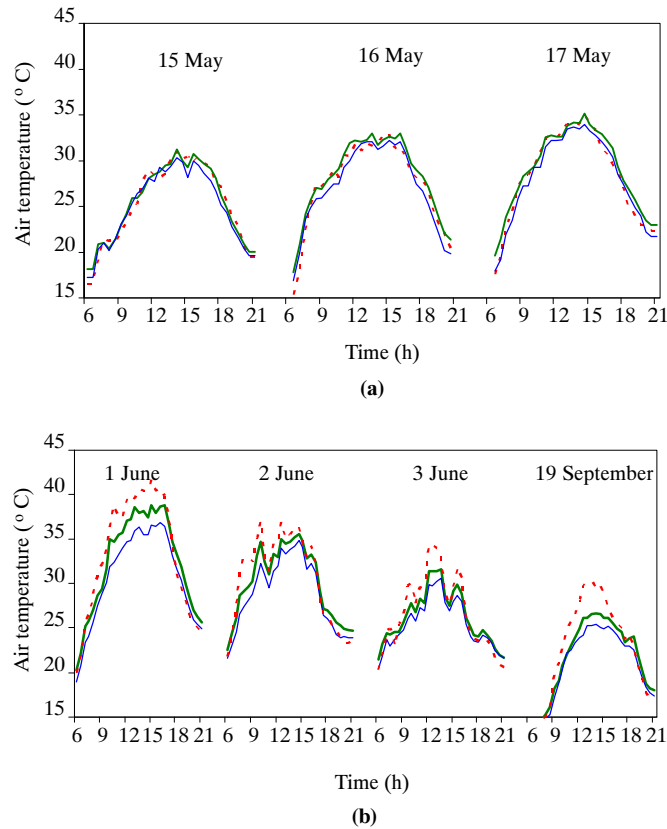 45
40
35
30
25
20
15
Air temperature ( º C)
15 May
16 May
17 May
6 9 12 15 18 21 6 9 12 15 18 21 6 9 12 15 18 21
Time (h)
(a)
45
40
35
30
25
20
15
Air temperature ( º C)
1 June
2 June
3 June
19 September
6 9 12 15 18 21 6 9 12 15 18 21 6 9 12 15 18 21 6 9 12 15 18 21
Time (h)
(b)